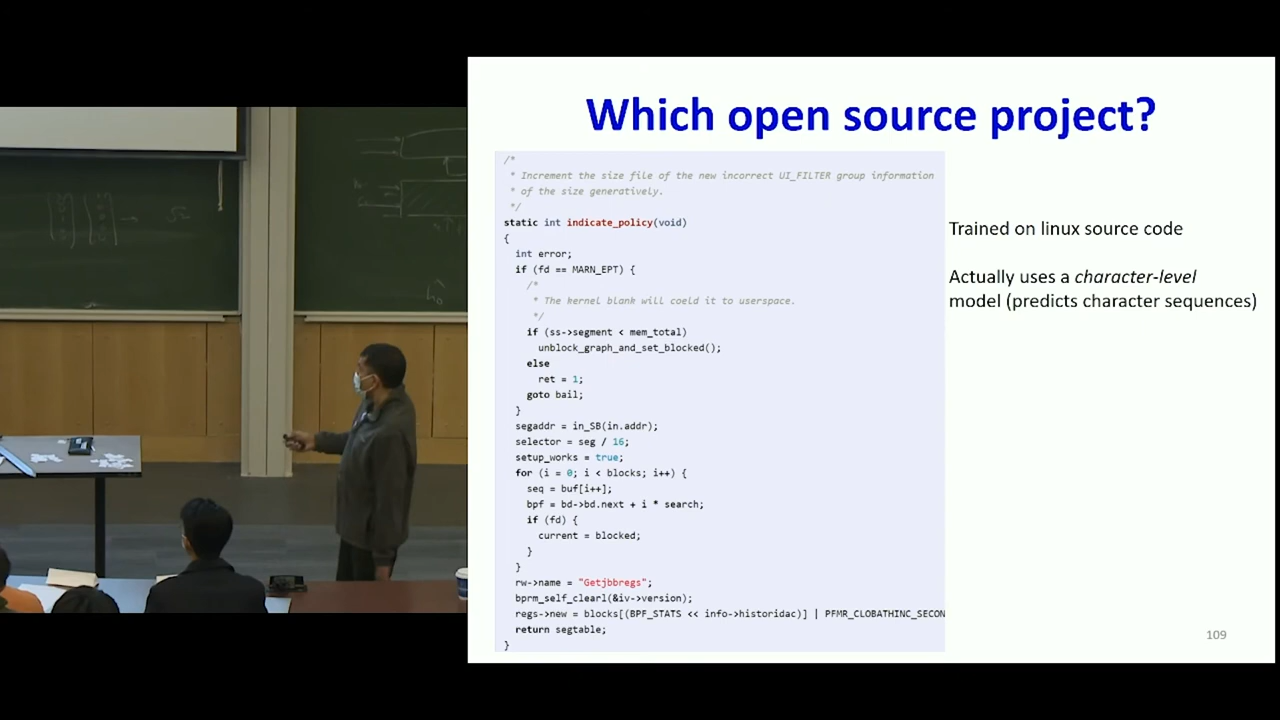 Which open source project?
/*
* Increment the size file of the new incorrect UI_FILTER group information
* of the size generatively.
*/
static int indicate_policy(void)
{
int error;
if (fd == MARN_EPT) {
/*
* The kernel blank will coeld it to userspace.
*/
if (ss->segment < mem_total)
unblock_graph_and_set_blocked();
else
ret = 1;
goto bail;
}
segaddr = in_SB(in.addr);
selector = seg / 16;
setup_works = true;
for (i = 0; i < blocks; i++) {
seq = buf[i++];
bpf = bd->bd.next + i * search;
if (fd) {
current = blocked;
}
}
rw->name = "Getjbbregs";
bprm_self_clearl(&iv->version);
regs->new = blocks[(BPF_STATS << info->historidac)] | PFMR_CLOBATHINC_SECON
return segtable;
}
Trained on linux source code
Actually uses a character-level
model (predicts character sequences)
109